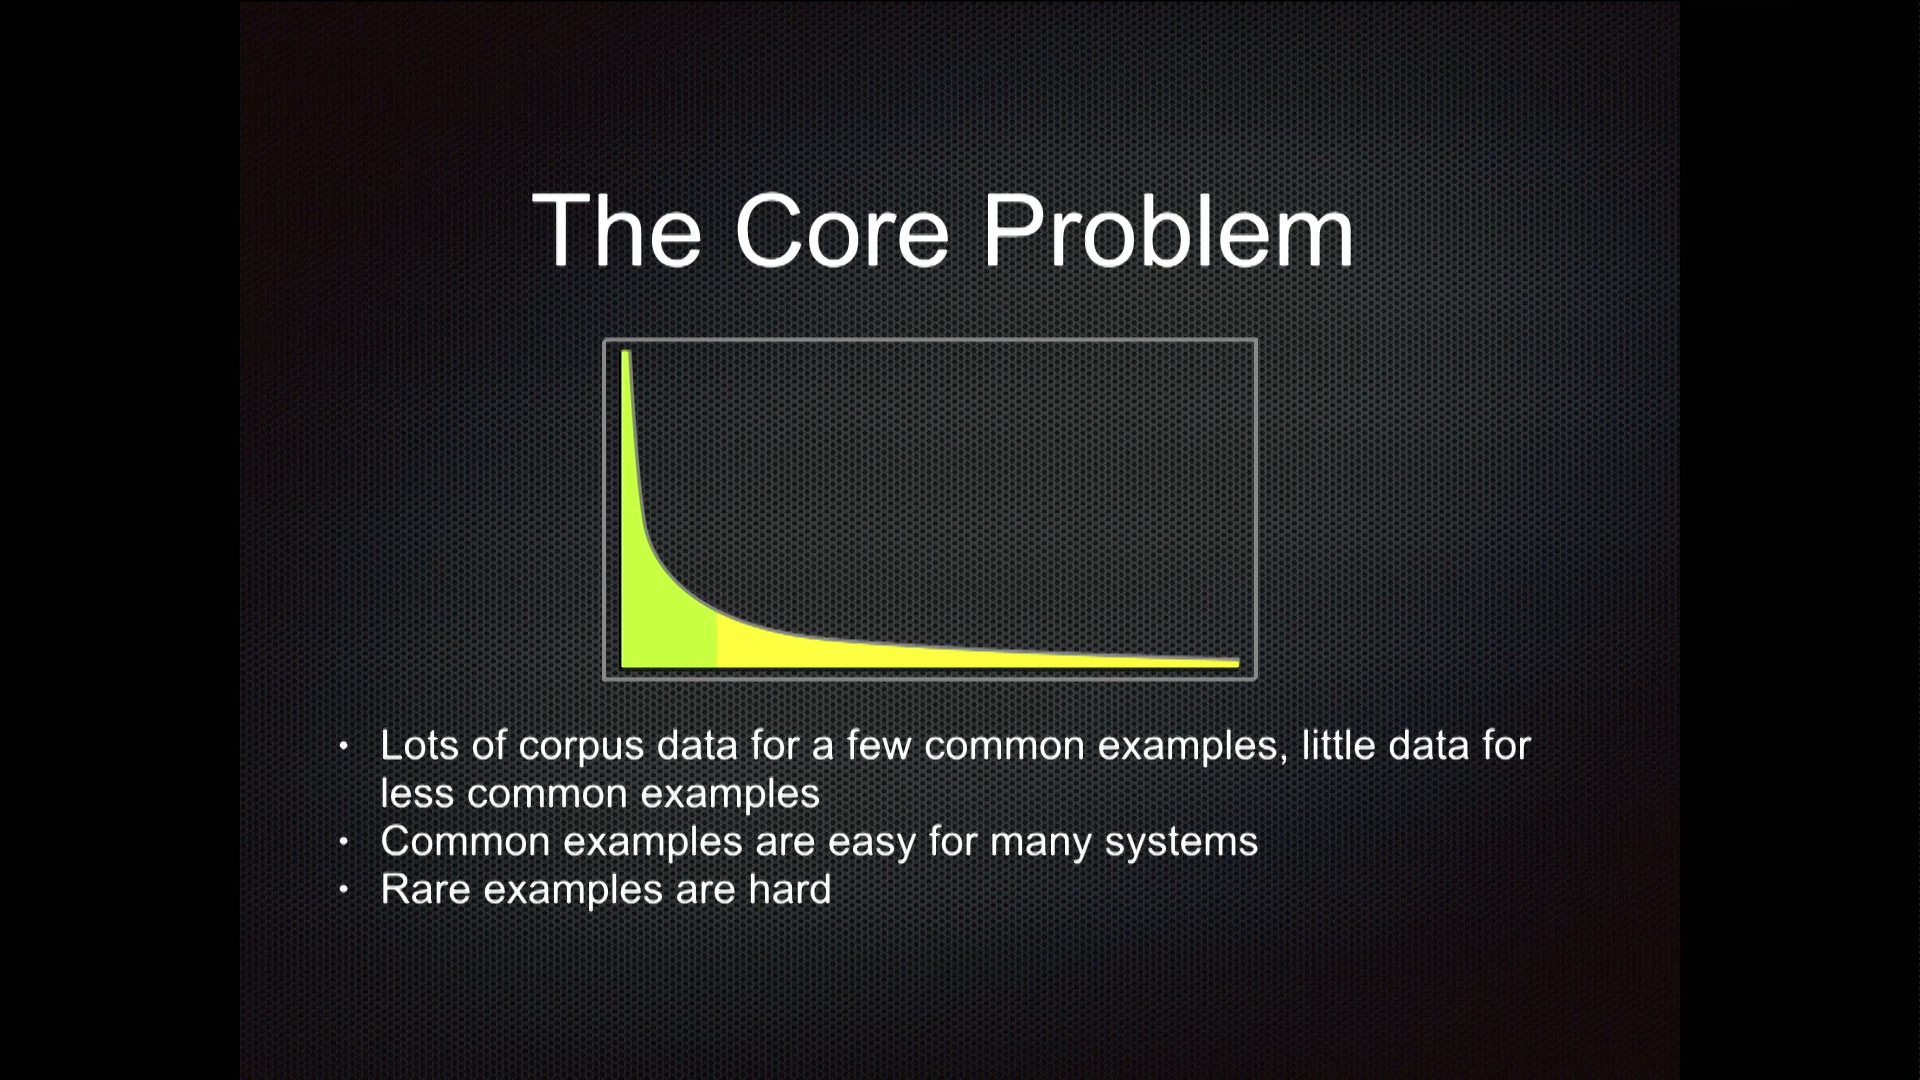 The Core Problem
• Lots of corpus data for a few common examples, little data for
less common examples
• Common examples are easy for many systems
• Rare examples are hard